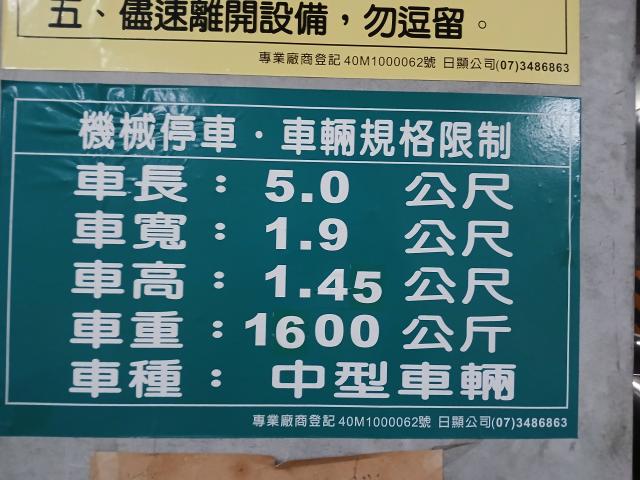 五、儘速離開設備，勿逗留。
專業廠商登記 40M1000062號 日顯公司(07)3486863
機械停車．車輛規格限制
車長：5.0 公尺
車寬：1.9 公尺
車高：1.45 公尺
車重：1600 公斤
車種：中型車輛
專業廠商登記 40M1000062號 日顯公司(07)3486863